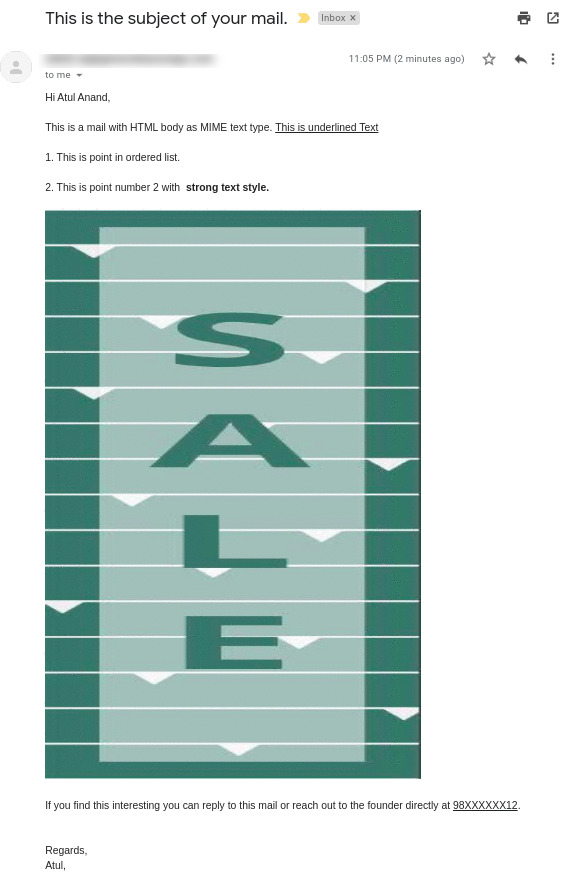 This is the subject of your mail. Inbox x
11:05 PM (2 minutes ago)
to me
Hi Atul Anand,
This is a mail with HTML body as MIME text type. This is underlined Text
1. This is point in ordered list.
2. This is point number 2 with strong text style.
S
A
L
E
If you find this interesting you can reply to this mail or reach out to the founder directly at 98XXXXXX12.
Regards,
Atul,